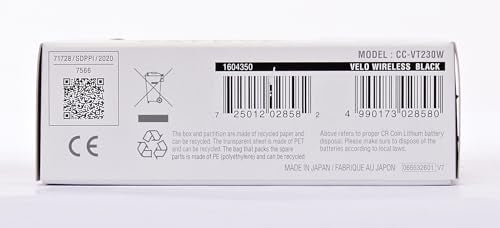 71728/SDPPI/2020
7566
MODEL : CC-VT230W
1604350
VELO WIRELESS BLACK
7 25012 02858 2
4 990173 028580
CE
The box and partition are made of recycled paper and
can be recycled. The transparent sheet is made of PET
and can be recycled. The bag that packs the spare
parts is made of PE (polyethylene) and can be recycled.
Above refers to proper CR Coin Lithium battery
disposal. Please make sure to dispose of the
batteries according to local laws.
MADE IN JAPAN / FABRIQUE AU JAPON
066632601 V7